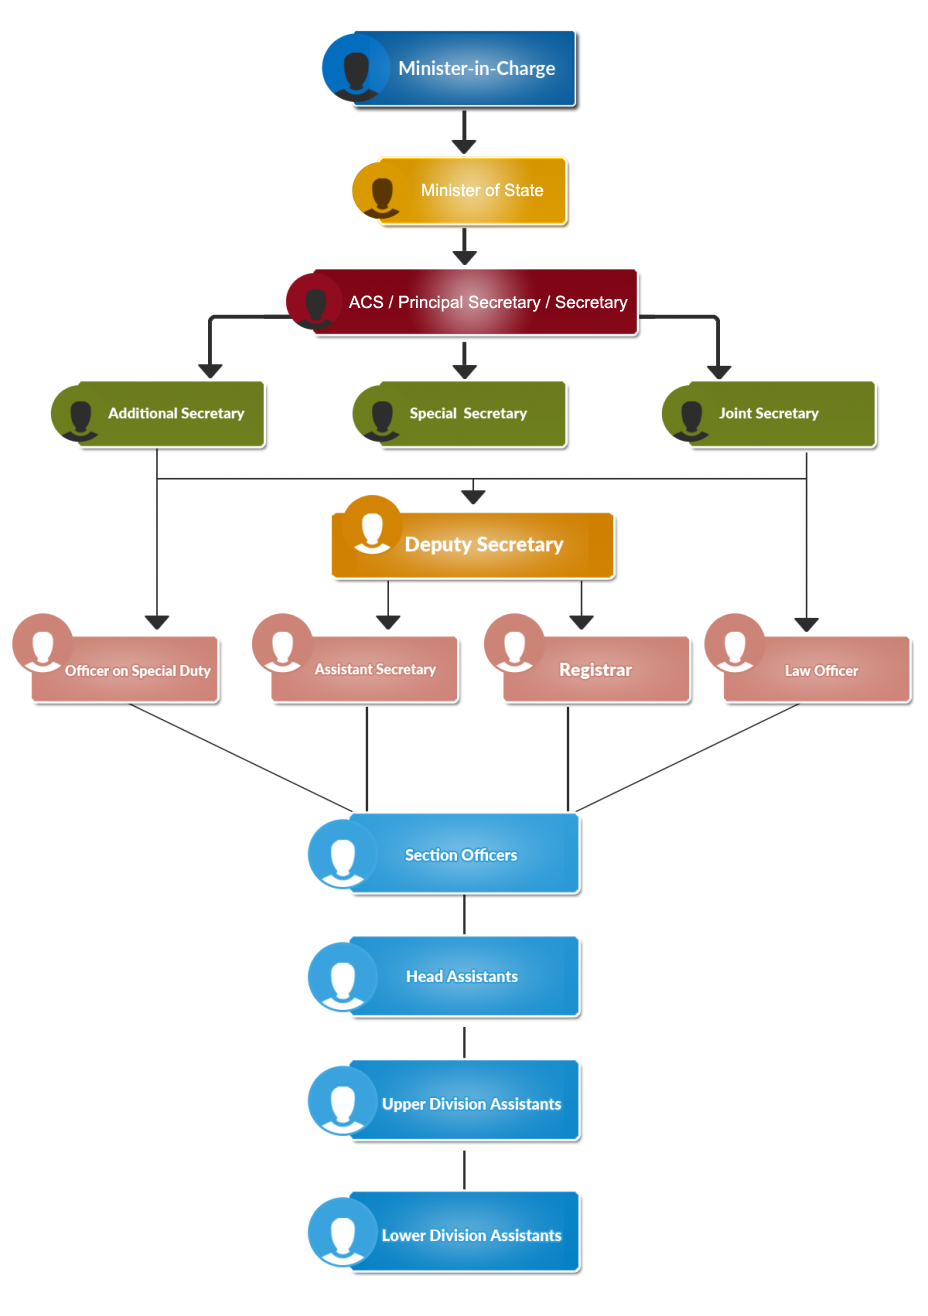 Minister-in-Charge
Minister of State
ACS / Principal Secretary / Secretary
Additional Secretary
Special Secretary
Joint Secretary
Deputy Secretary
Officer on Special Duty
Assistant Secretary
Registrar
Law Officer
Section Officers
Head Assistants
Upper Division Assistants
Lower Division Assistants